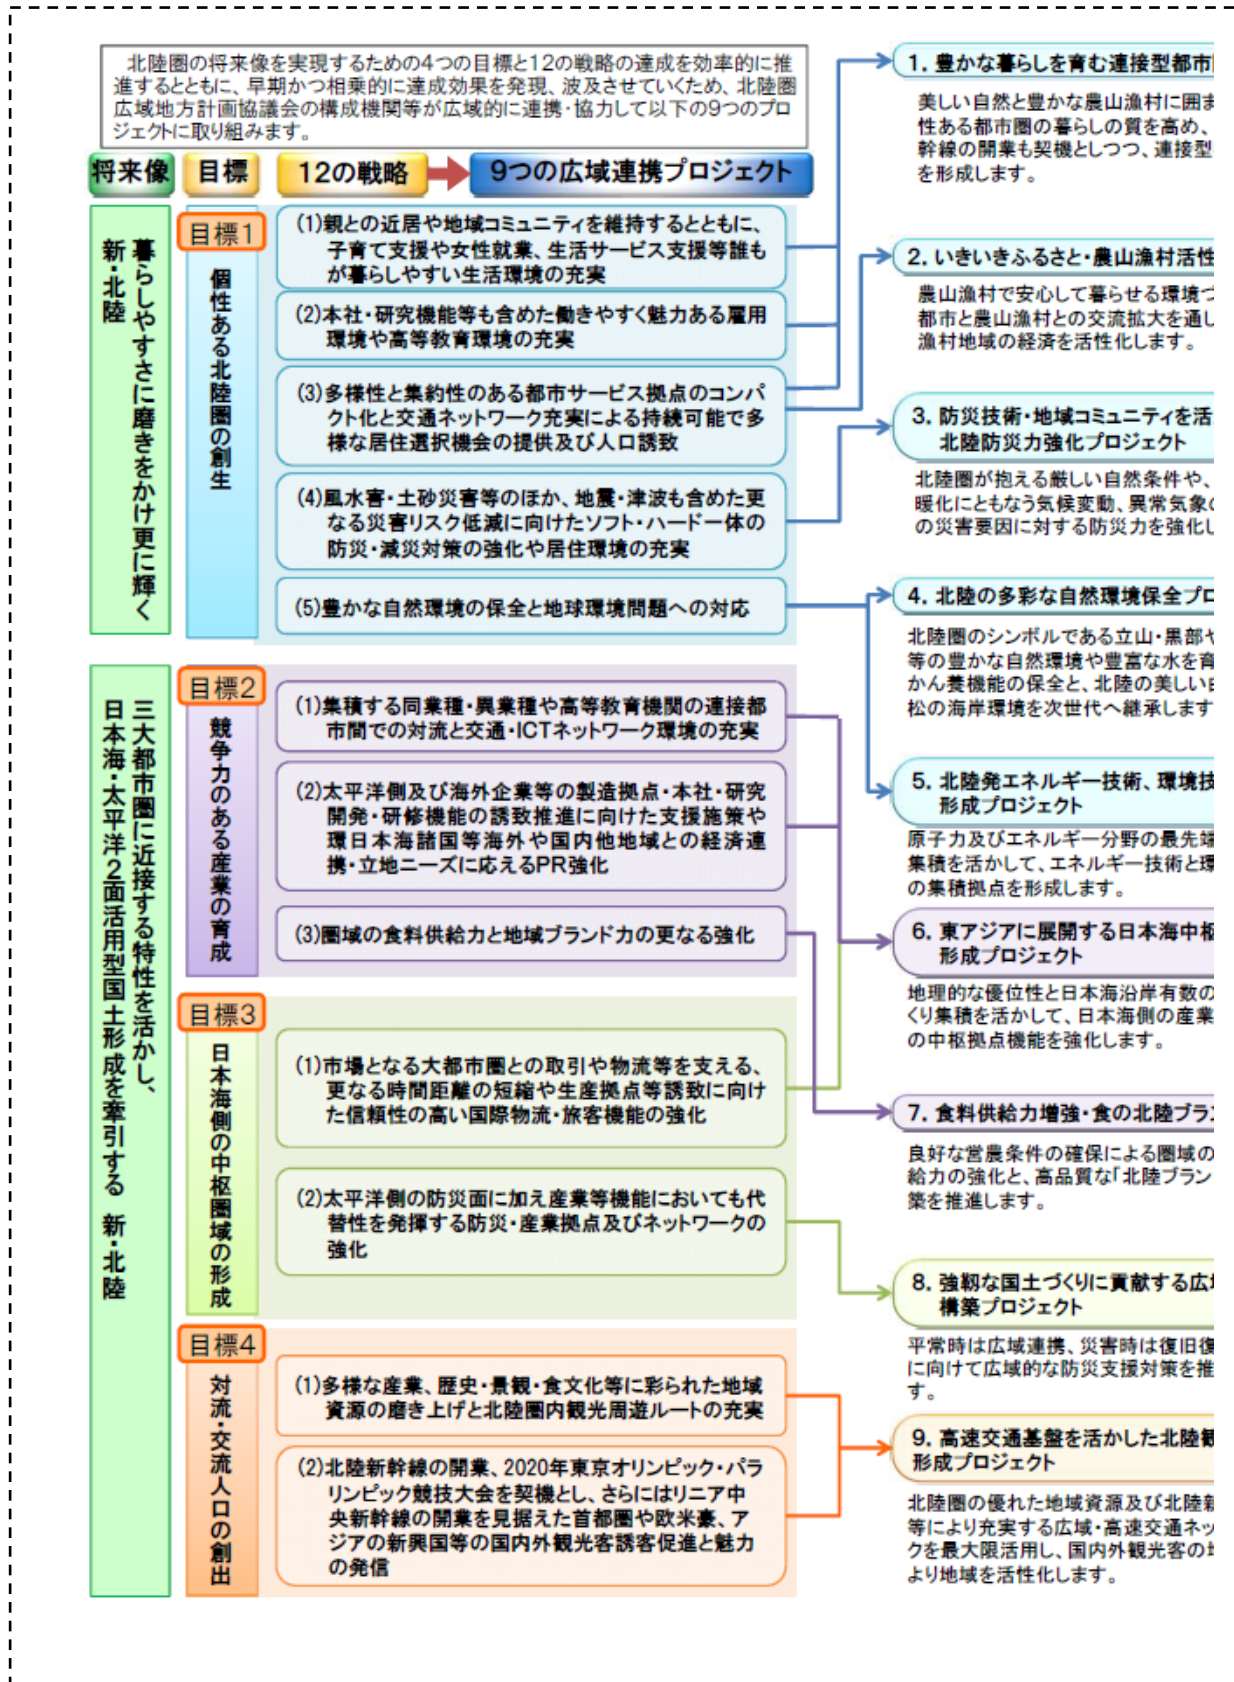 北陸圏の将来像を実現するための4つの目標と12の戦略の達成を効率的に推
進するとともに、早期かつ相乗的に達成効果を発現、波及させていくため、北陸圏
広域地方計画協議会の構成機関等が広域的に連携・協力して以下の9つのプロ
ジェクトに取り組みます。
将来像
目標
12の戦略
9つの広域連携プロジェクト
暮らしやすさに磨きをかけ更に輝く
新・北陸
目標1
個性ある北陸圏の創生
(1)親との近居や地域コミュニティを維持するとともに、
子育て支援や女性就業、生活サービス支援等誰も
が暮らしやすい生活環境の充実
(2)本社・研究機能等も含めた働きやすく魅力ある雇用
環境や高等教育環境の充実
(3)多様性と集約性のある都市サービス拠点のコンパ
クト化と交通ネットワーク充実による持続可能で多
様な居住選択機会の提供及び人口誘致
(4)風水害・土砂災害等のほか、地震・津波も含めた更
なる災害リスク低減に向けたソフト・ハード一体の
防災・減災対策の強化や居住環境の充実
(5)豊かな自然環境の保全と地球環境問題への対応
三大都市圏に近接する特性を活かし、
日本海・太平洋2面活用型国土形成を牽引する 新・北陸
目標2
競争力のある産業の育成
(1)集積する同業種・異業種や高等教育機関の連接都
市間での対流と交通・ICTネットワーク環境の充実
(2)太平洋側及び海外企業等の製造拠点・本社・研究
開発・研修機能の誘致推進に向けた支援施策や
環日本海諸国等海外や国内他地域との経済連
携・立地ニーズに応えるPR強化
(3)圏域の食料供給力と地域ブランド力の更なる強化
目標3
日本海側の中枢圏域の形成
(1)市場となる大都市圏との取引や物流等を支える、
更なる時間距離の短縮や生産拠点等誘致に向け
た信頼性の高い国際物流・旅客機能の強化
(2)太平洋側の防災面に加え産業等機能においても代
替性を発揮する防災・産業拠点及びネットワークの
強化
目標4
対流・交流人口の創出
(1)多様な産業、歴史・景観・食文化等に彩られた地域
資源の磨き上げと北陸圏内観光周遊ルートの充実
(2)北陸新幹線の開業、2020年東京オリンピック・パラ
リンピック競技大会を契機とし、さらにはリニア中
央新幹線の開業を見据えた首都圏や欧米豪、ア
ジアの新興国等の国内外観光客誘客促進と魅力
の発信
1. 豊かな暮らしを育む連接型都市
美しい自然と豊かな農山漁村に囲ま
性ある都市圏の暮らしの質を高め、
幹線の開業も契機としつつ、連接型
を形成します。
2. いきいきふるさと・農山漁村活性
農山漁村で安心して暮らせる環境づ
都市と農山漁村との交流拡大を通し
漁村地域の経済を活性化します。
3. 防災技術・地域コミュニティを活
北陸防災力強化プロジェクト
北陸圏が抱える厳しい自然条件や、
暖化にともなう気候変動、異常気象の
の災害要因に対する防災力を強化し
4. 北陸の多彩な自然環境保全プロ
北陸圏のシンボルである立山・黒部や
等の豊かな自然環境や豊富な水を育
かん養機能の保全と、北陸の美しい
松の海岸環境を次世代へ継承します
5. 北陸発エネルギー技術、環境技
形成プロジェクト
原子力及びエネルギー分野の最先端
集積を活かして、エネルギー技術と環
の集積拠点を形成します。
6. 東アジアに展開する日本海中枢
形成プロジェクト
地理的な優位性と日本海沿岸有数の
くり集積を活かして、日本海側の産業
の中枢拠点機能を強化します。
7. 食料供給力増強・食の北陸ブラン
良好な営農条件の確保による圏域の
給力の強化と、高品質な「北陸ブラン
築を推進します。
8. 強靱な国土づくりに貢献する広域
構築プロジェクト
平常時は広域連携、災害時は復旧復
に向けて広域的な防災支援対策を推
す。
9. 高速交通基盤を活かした北陸観
形成プロジェクト
北陸圏の優れた地域資源及び北陸新
等により充実する広域・高速交通ネッ
クを最大限活用し、国内外観光客の
より地域を活性化します。